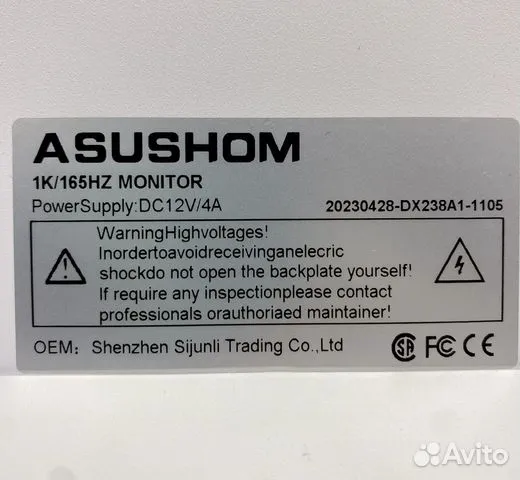 ASUSHOM
1K/165HZ MONITOR
PowerSupply:DC12V/4A 20230428-DX238A1-1105
WarningHighvoltages!
Inordertoavoidreceivinganelecric
shockdo not open the backplate yourself!
If require any inspectionplease contact
professionals orauthoriaed maintainer!
OEM：Shenzhen Sijunli Trading Co.,Ltd SA FC CE
Avito